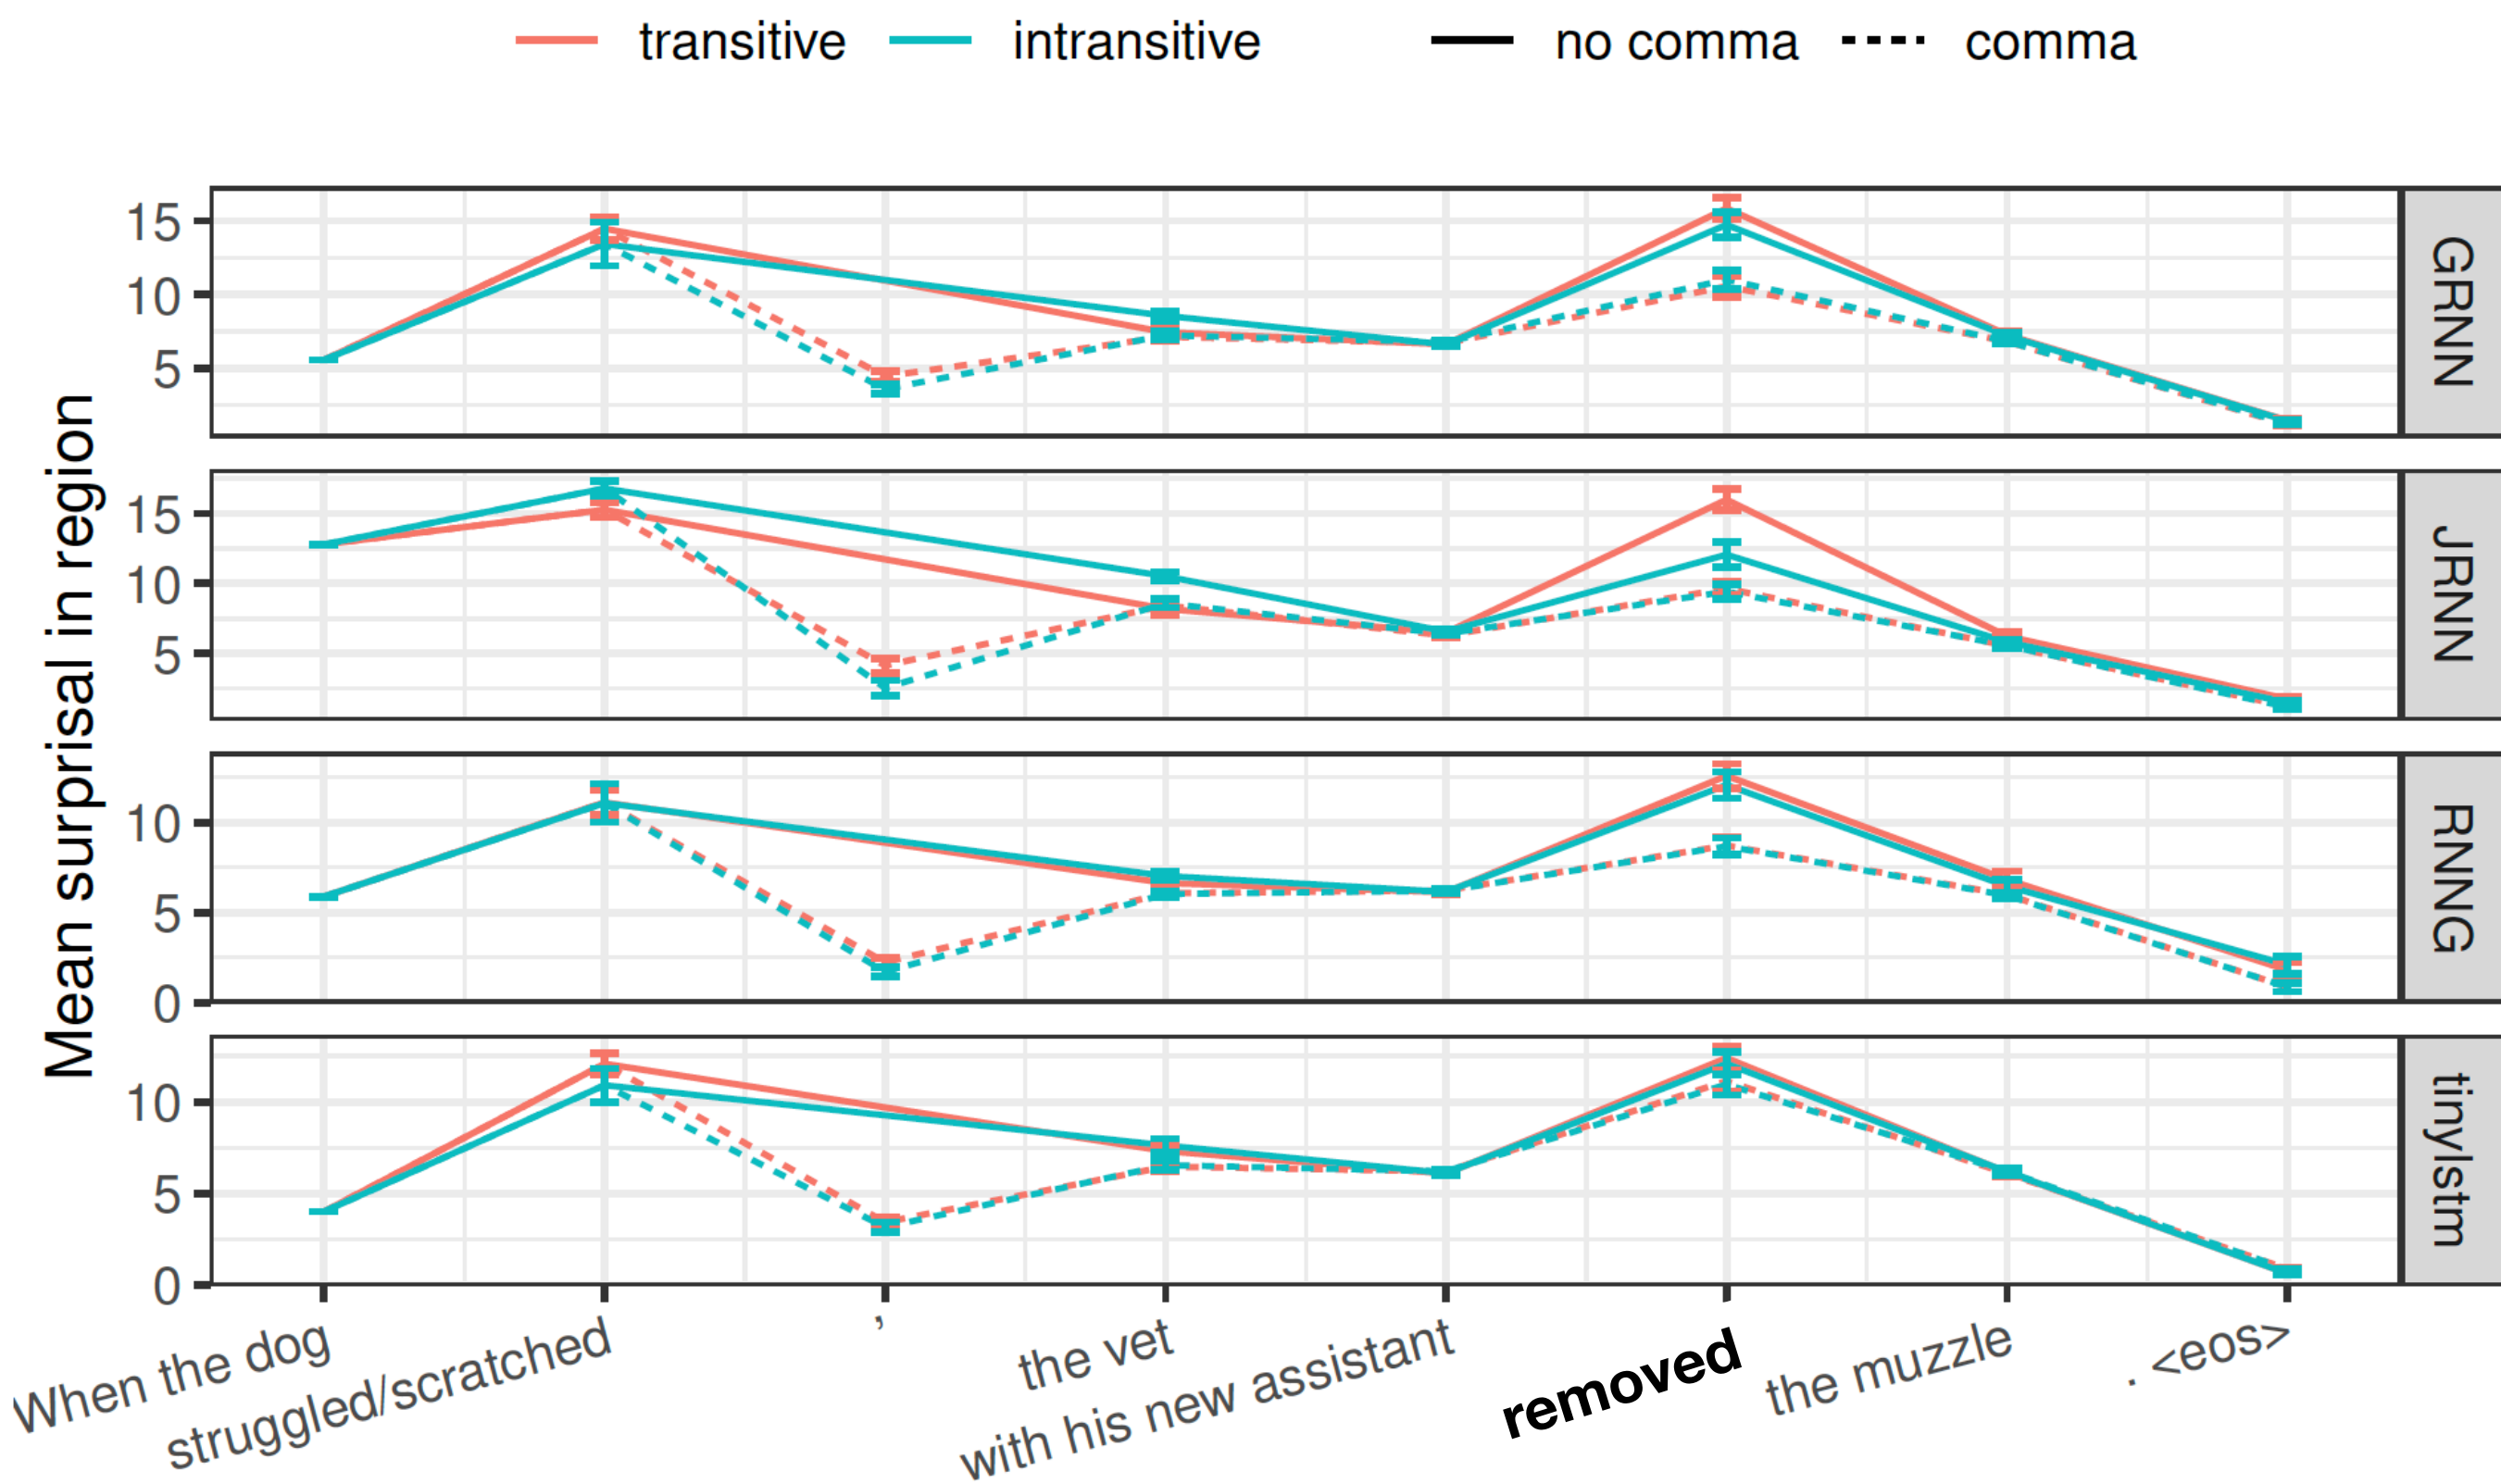 transitive intransitive no comma comma
Mean surprisal in region
15
10
5
GRNN
15
10
5
JRNN
10
5
0
RNNG
10
5
0
tinylstm
When the dog
struggled/scratched
,
the vet
with his new assistant
removed
the muzzle
. <eos>